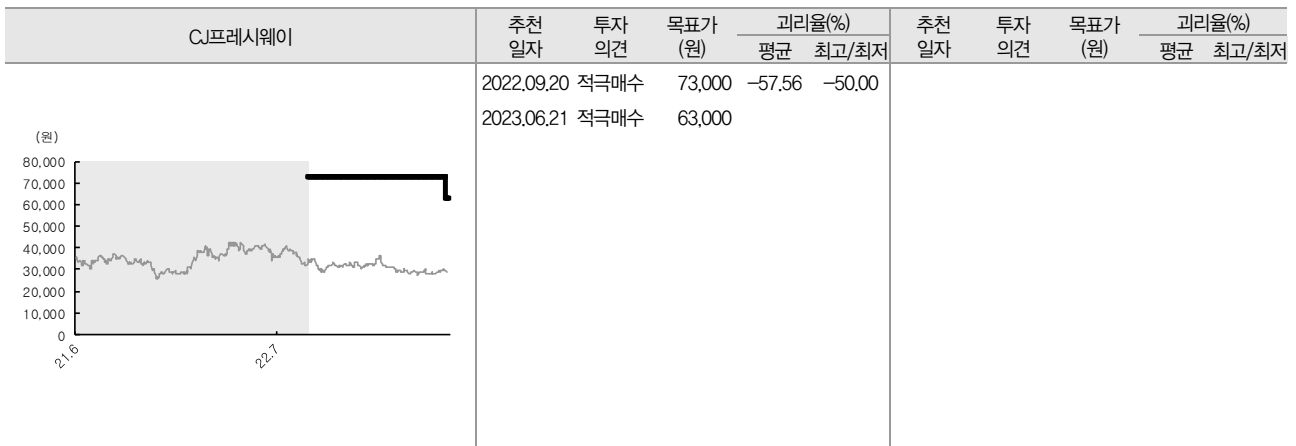 CJ프레시웨이
추천 투자 목표가 괴리율(%) 추천 투자 목표가 괴리율(%)
일자 의견 (원) 평균 최고/최저 일자 의견 (원) 평균 최고/최저
2022.09.20 적극매수 73,000 -57.56 -50.00
2023.06.21 적극매수 63,000
(원)
80,000
70,000
60,000
50,000
40,000
30,000
20,000
10,000
0
21.6 22.7